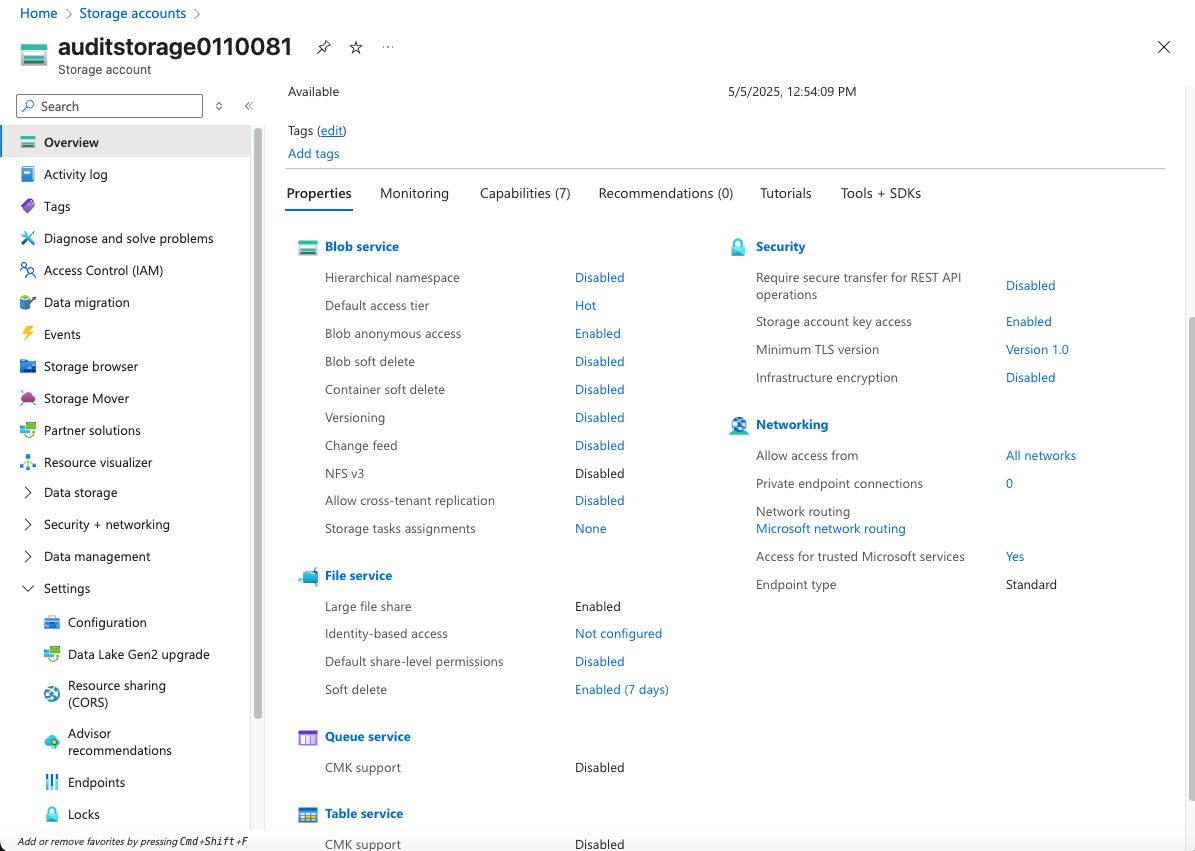 Home > Storage accounts >
auditstorage0110081
Storage account
Search
Overview
Activity log
Tags
Diagnose and solve problems
Access Control (IAM)
Data migration
Events
Storage browser
Storage Mover
Partner solutions
Resource visualizer
Data storage
Security + networking
Data management
Settings
Configuration
Data Lake Gen2 upgrade
Resource sharing
(CORS)
Advisor
recommendations
Endpoints
Locks
Add or remove favorites by pressing Cmd+Shift+F
Available
5/5/2025, 12:54:09 PM
Tags (edit)
Add tags
Properties Monitoring Capabilities (7) Recommendations (0) Tutorials Tools + SDKs
Blob service
Hierarchical namespace Disabled
Default access tier Hot
Blob anonymous access Enabled
Blob soft delete Disabled
Container soft delete Disabled
Versioning Disabled
Change feed Disabled
NFS v3 Disabled
Allow cross-tenant replication Disabled
Storage tasks assignments None
File service
Large file share Enabled
Identity-based access Not configured
Default share-level permissions Disabled
Soft delete Enabled (7 days)
Queue service
CMK support Disabled
Table service
CMK support Disabled
Security
Require secure transfer for REST API
operations Disabled
Storage account key access Enabled
Minimum TLS version Version 1.0
Infrastructure encryption Disabled
Networking
Allow access from All networks
Private endpoint connections 0
Network routing
Microsoft network routing
Access for trusted Microsoft services Yes
Endpoint type Standard